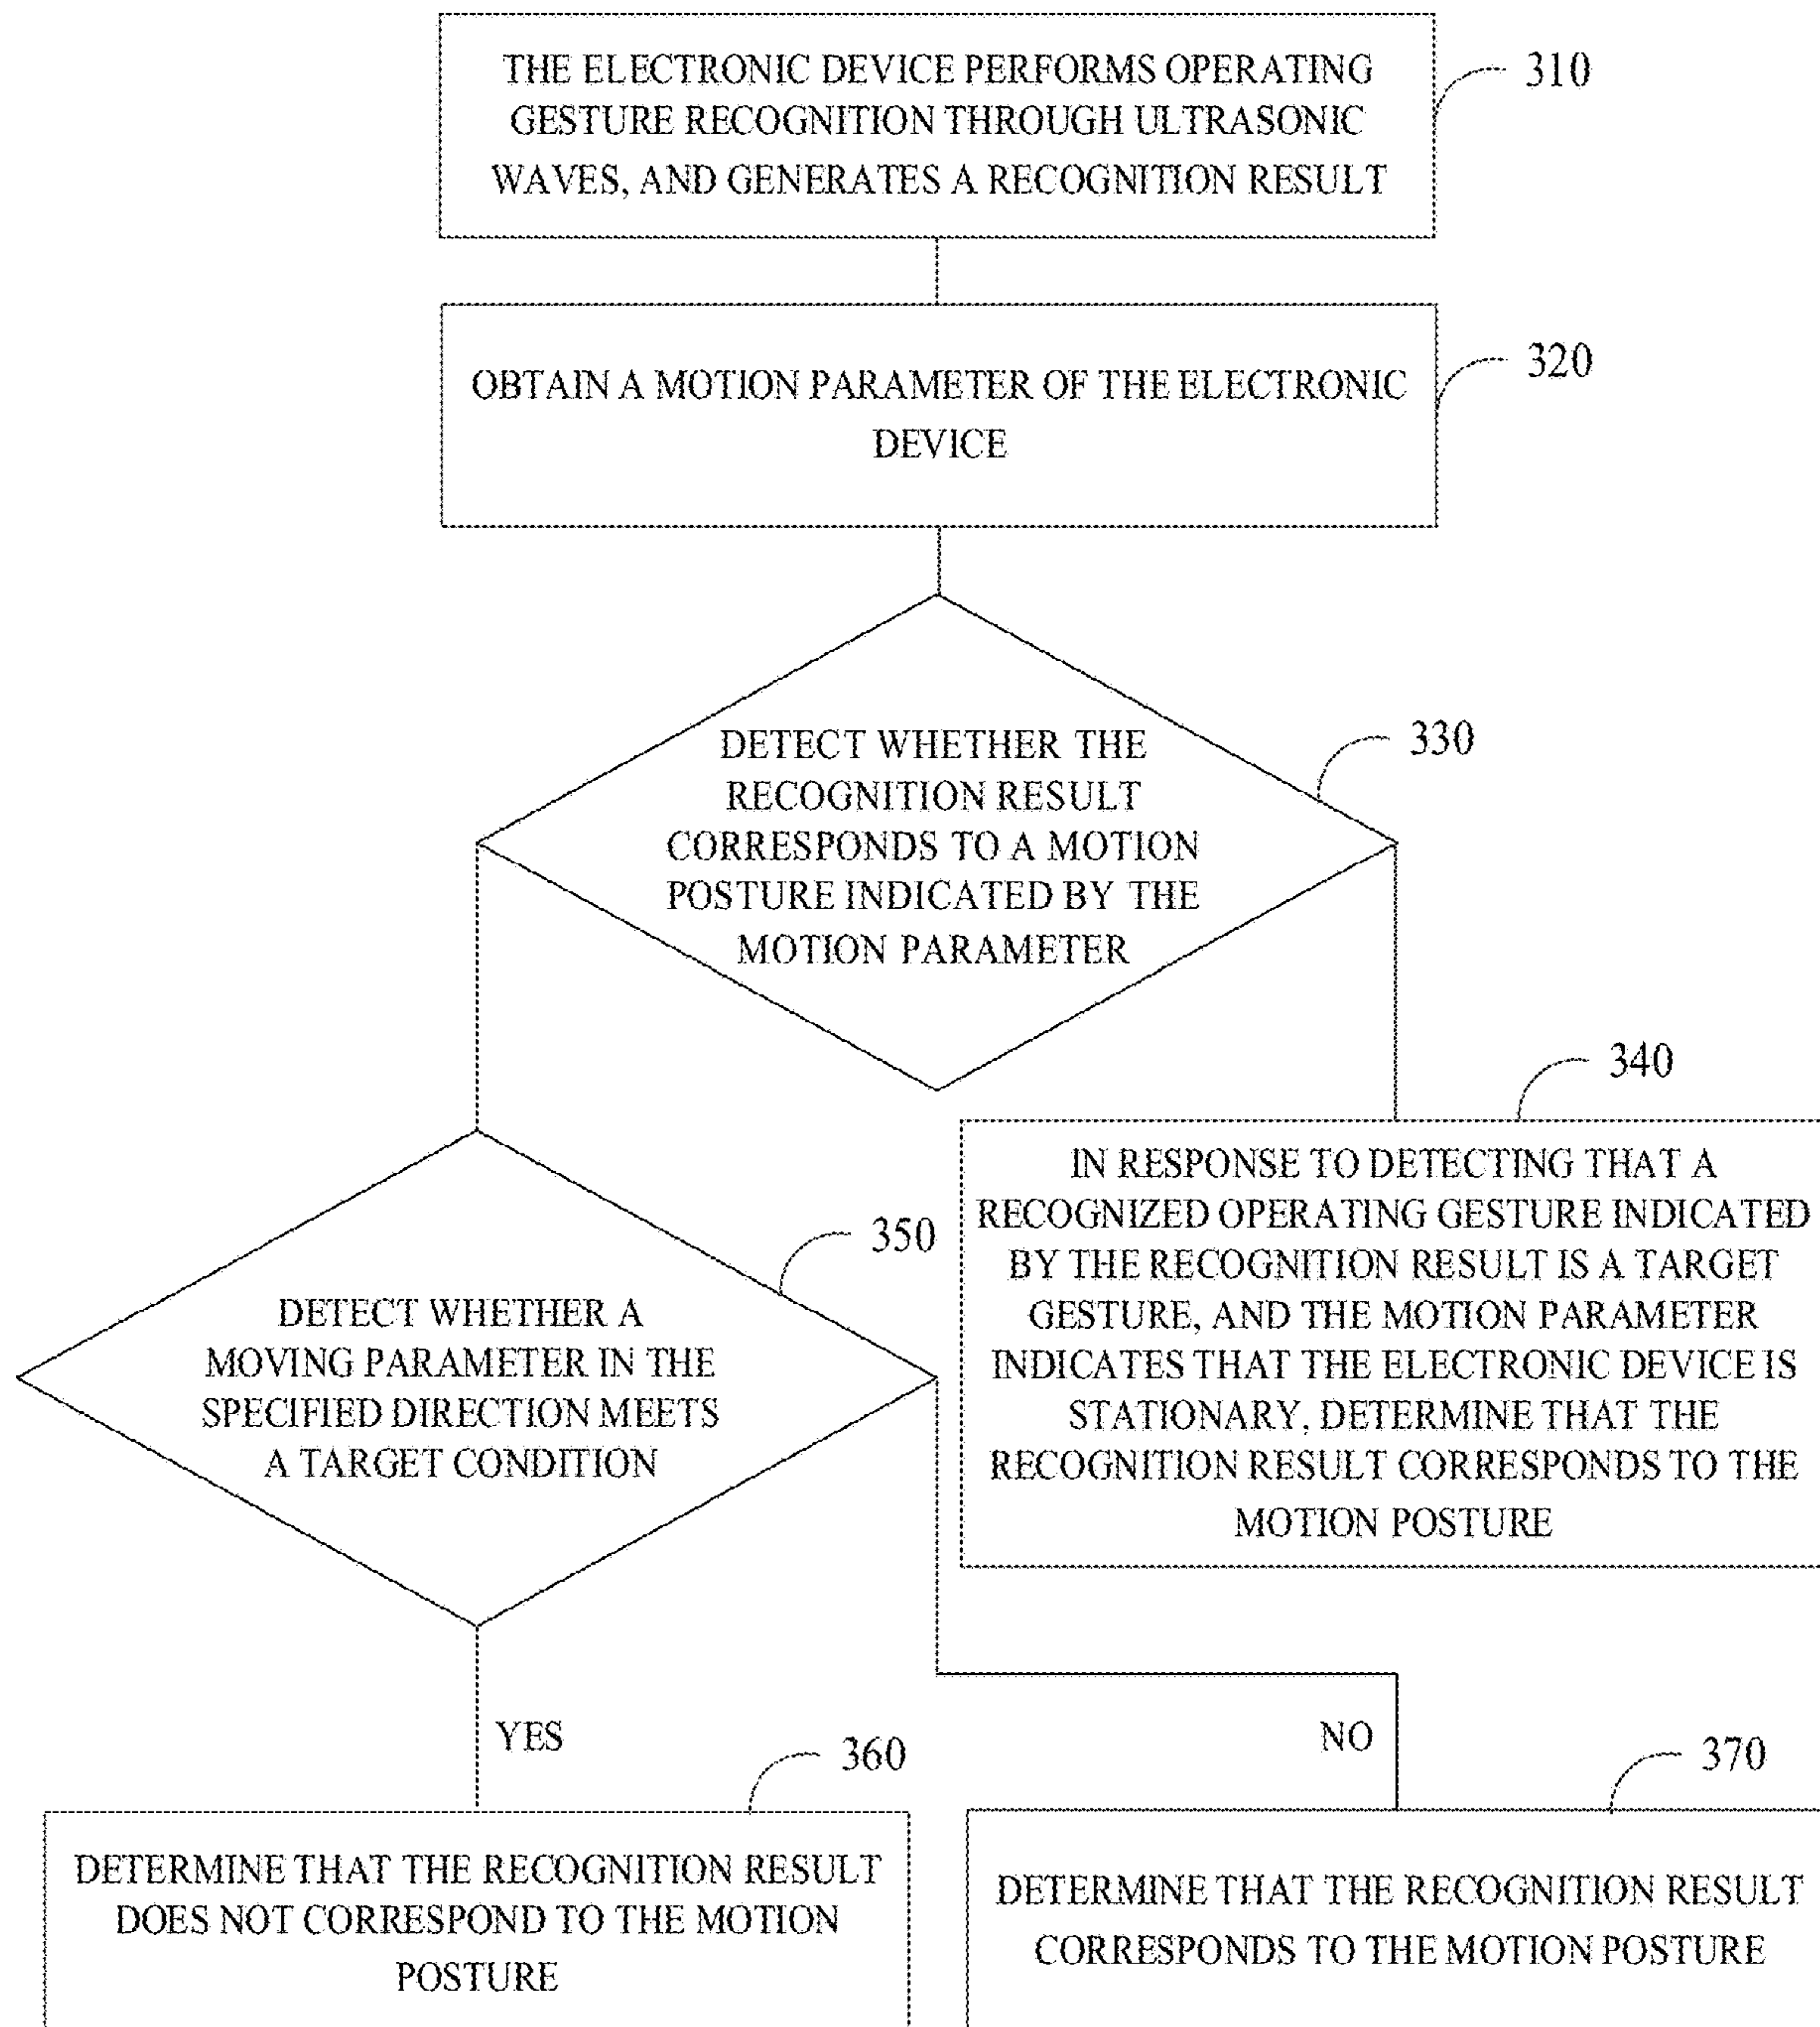 THE ELECTRONIC DEVICE PERFORMS OPERATING
GESTURE RECOGNITION THROUGH ULTRASONIC
WAVES, AND GENERATES A RECOGNITION RESULT
310
OBTAIN A MOTION PARAMETER OF THE ELECTRONIC
DEVICE
320
DETECT WHETHER THE
RECOGNITION RESULT
CORRESPONDS TO A MOTION
POSTURE INDICATED BY THE
MOTION PARAMETER
330
340
IN RESPONSE TO DETECTING THAT A
RECOGNIZED OPERATING GESTURE INDICATED
BY THE RECOGNITION RESULT IS A TARGET
GESTURE, AND THE MOTION PARAMETER
INDICATES THAT THE ELECTRONIC DEVICE IS
STATIONARY, DETERMINE THAT THE
RECOGNITION RESULT CORRESPONDS TO THE
MOTION POSTURE
350
DETECT WHETHER A
MOVING PARAMETER IN THE
SPECIFIED DIRECTION MEETS
A TARGET CONDITION
YES
NO
360
370
DETERMINE THAT THE RECOGNITION RESULT
DOES NOT CORRESPOND TO THE MOTION
POSTURE
DETERMINE THAT THE RECOGNITION RESULT
CORRESPONDS TO THE MOTION POSTURE